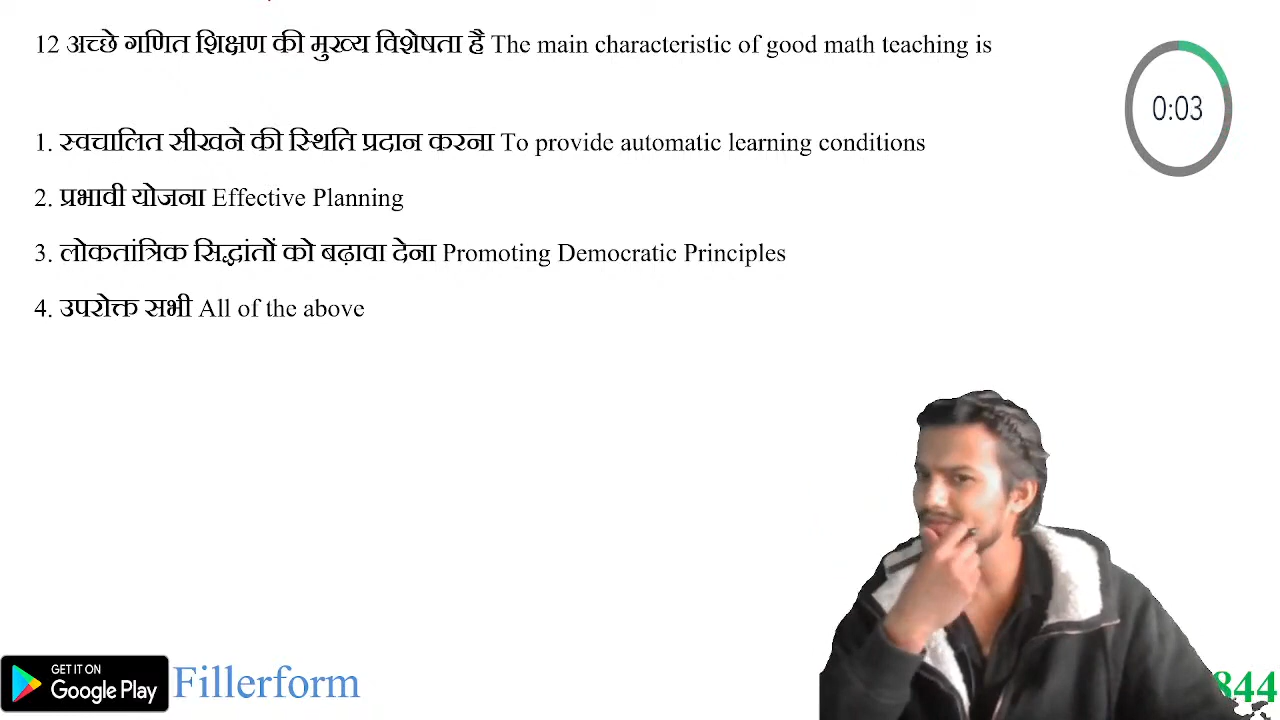 12 अच्छे गणित शिक्षण की मुख्य विशेषता है The main characteristic of good math teaching is
0:03
1. स्वचालित सीखने की स्थिति प्रदान करना To provide automatic learning conditions
2. प्रभावी योजना Effective Planning
3. लोकतांत्रिक सिद्धांतों को बढ़ावा देना Promoting Democratic Principles
4. उपरोक्त सभी All of the above
GET IT ON
Google Play
Fillerform
844